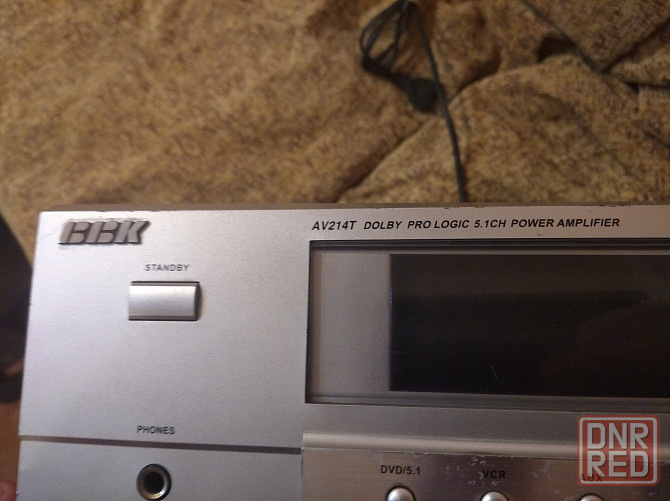 BBK
AV214T DOLBY PRO LOGIC 5.1CH POWER AMPLIFIER
STANDBY
PHONES
DVD/5.1
VCR
DNR
RED